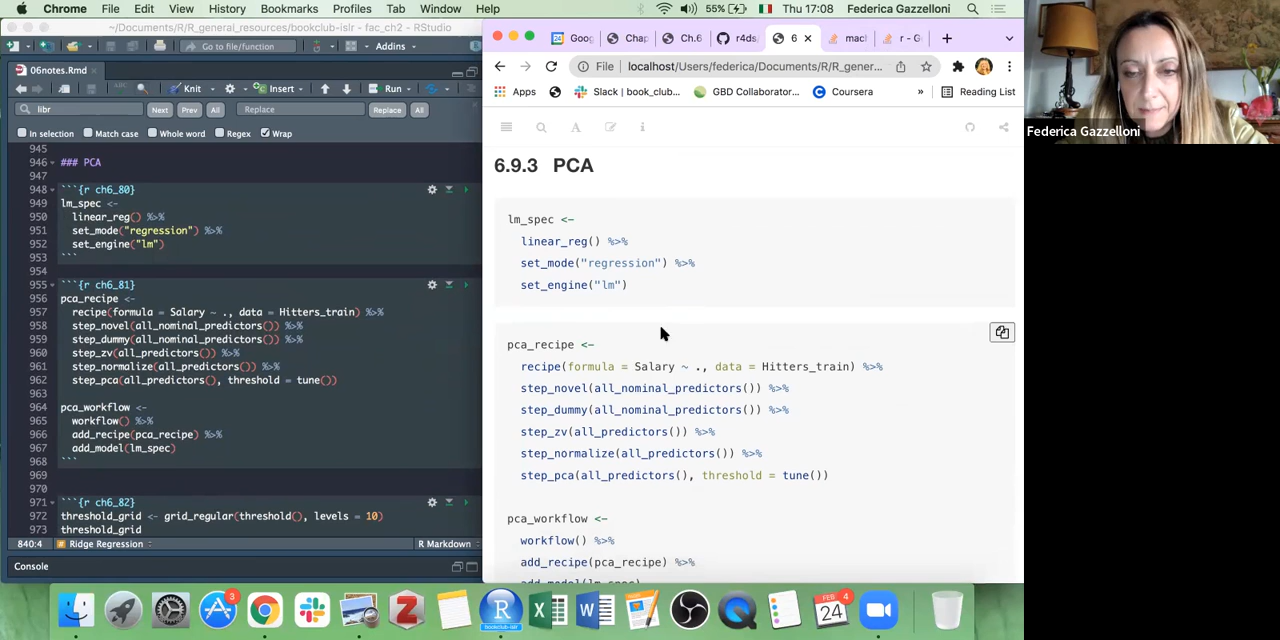 Chrome File Edit View History Bookmarks Profiles Tab Window Help 55% Thu 17:08 Federica Gazzelloni
~/Documents/R/R_general_resources/bookclub-islr - fac_ch2 - RStudio
Go to file/function Addins
06notes.Rmd
Knit Insert Run
libr Next Prev All Replace Replace All
In selection Match case Whole word Regex Wrap
945
946 ### PCA
947
948 ```{r ch6_80}
949 lm_spec <-
950 linear_reg() %>%
951 set_mode("regression") %>%
952 set_engine("lm")
953 ```
954
955 ```{r ch6_81}
956 pca_recipe <-
957 recipe(formula = Salary ~ ., data = Hitters_train) %>%
958 step_novel(all_nominal_predictors()) %>%
959 step_dummy(all_nominal_predictors()) %>%
960 step_zv(all_predictors()) %>%
961 step_normalize(all_predictors()) %>%
962 step_pca(all_predictors(), threshold = tune())
963
964 pca_workflow <-
965 workflow() %>%
966 add_recipe(pca_recipe) %>%
967 add_model(lm_spec)
968 ```
969
970
971 ```{r ch6_82}
972 threshold_grid <- grid_regular(threshold(), levels = 10)
973 threshold_grid
840:4 Ridge Regression R Markdown
Console
Goog Chap Ch.6 r4ds 6 mac r - G
File localhost/Users/federica/Documents/R/R_gener...
Apps Slack | book_club... GBD Collaborator... Coursera » Reading List
6.9.3 PCA
lm_spec <-
linear_reg() %>%
set_mode("regression") %>%
set_engine("lm")
pca_recipe <-
recipe(formula = Salary ~ ., data = Hitters_train) %>%
step_novel(all_nominal_predictors()) %>%
step_dummy(all_nominal_predictors()) %>%
step_zv(all_predictors()) %>%
step_normalize(all_predictors()) %>%
step_pca(all_predictors(), threshold = tune())
pca_workflow <-
workflow() %>%
add_recipe(pca_recipe) %>%
add_model(lm_spec)
Federica Gazzelloni
3
bookclub-islr
FEB
24
4